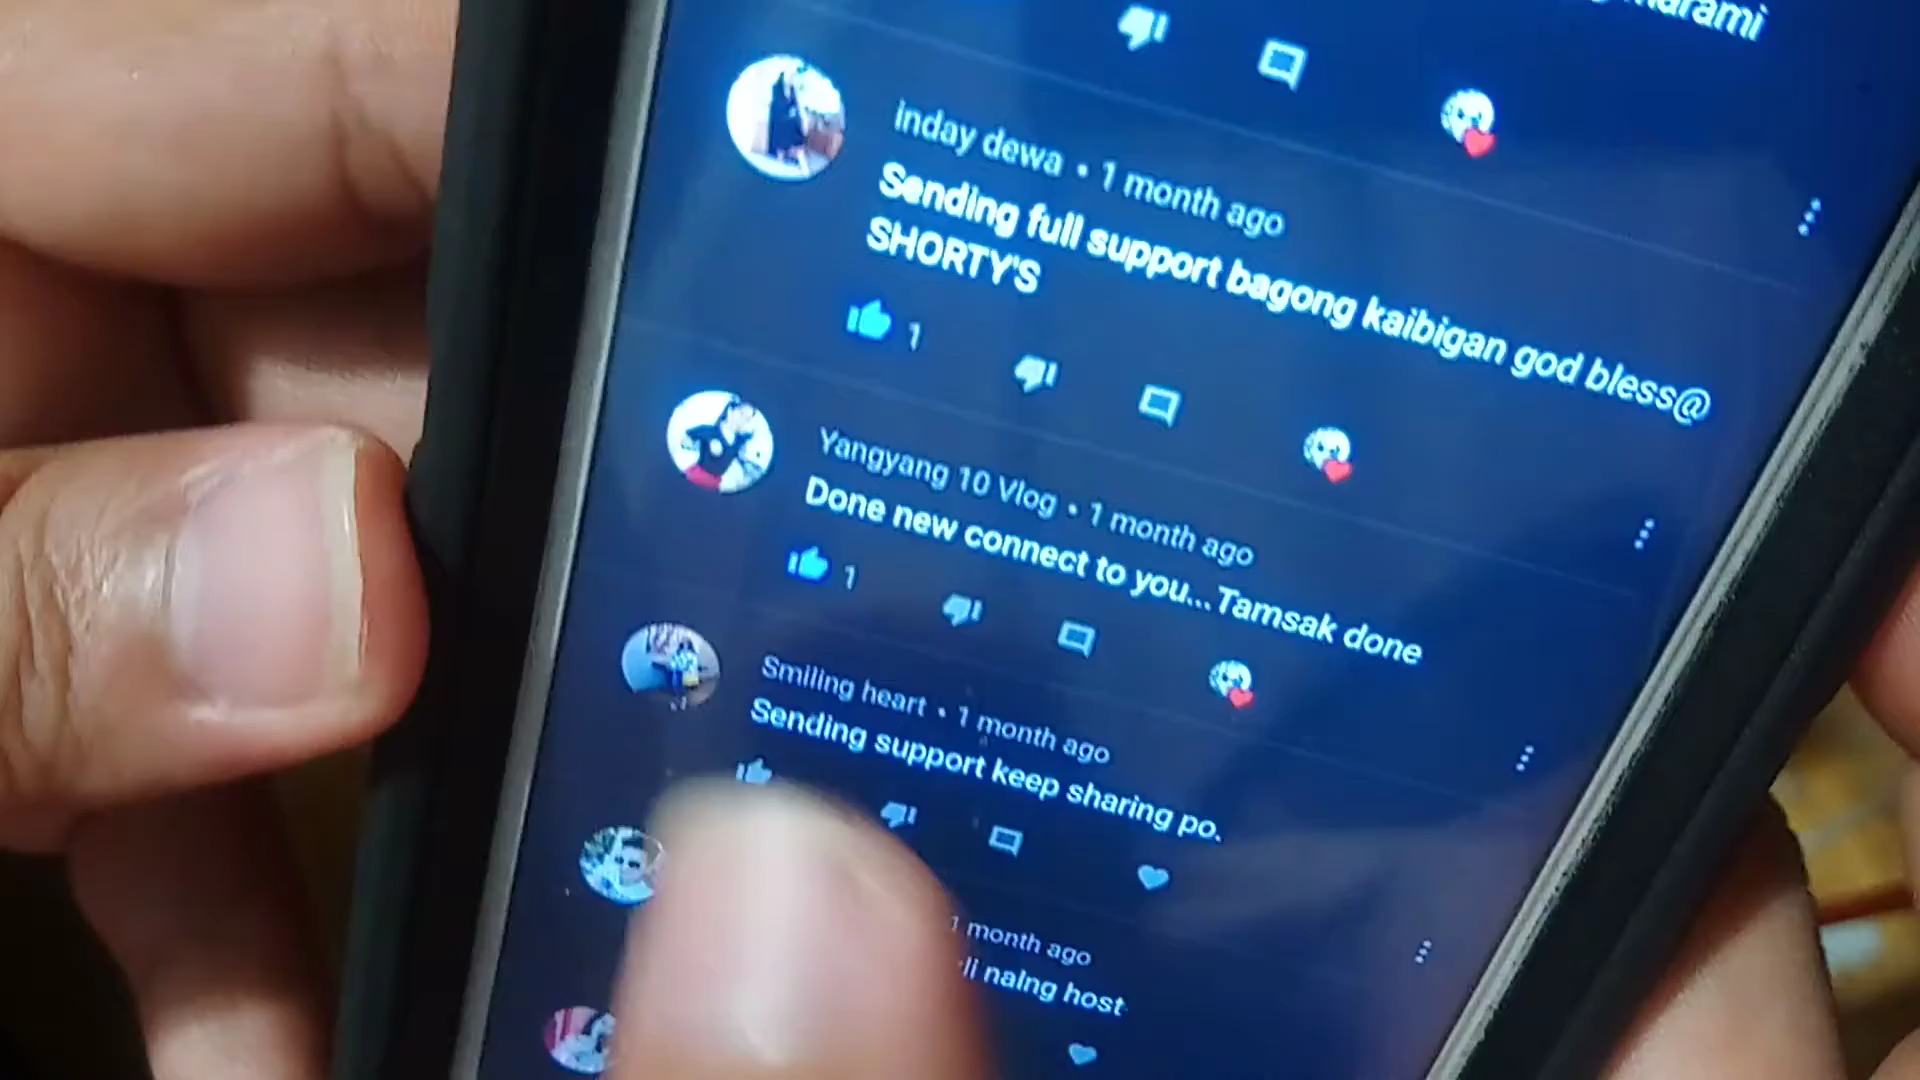 inday dewa • 1 month ago
Sending full support bagong kaibigan god bless@
SHORTY'S
1
Yangyang 10 Vlog • 1 month ago
Done new connect to you...Tamsak done
1
Smiling heart • 1 month ago
Sending support keep sharing po.
1 month ago
host